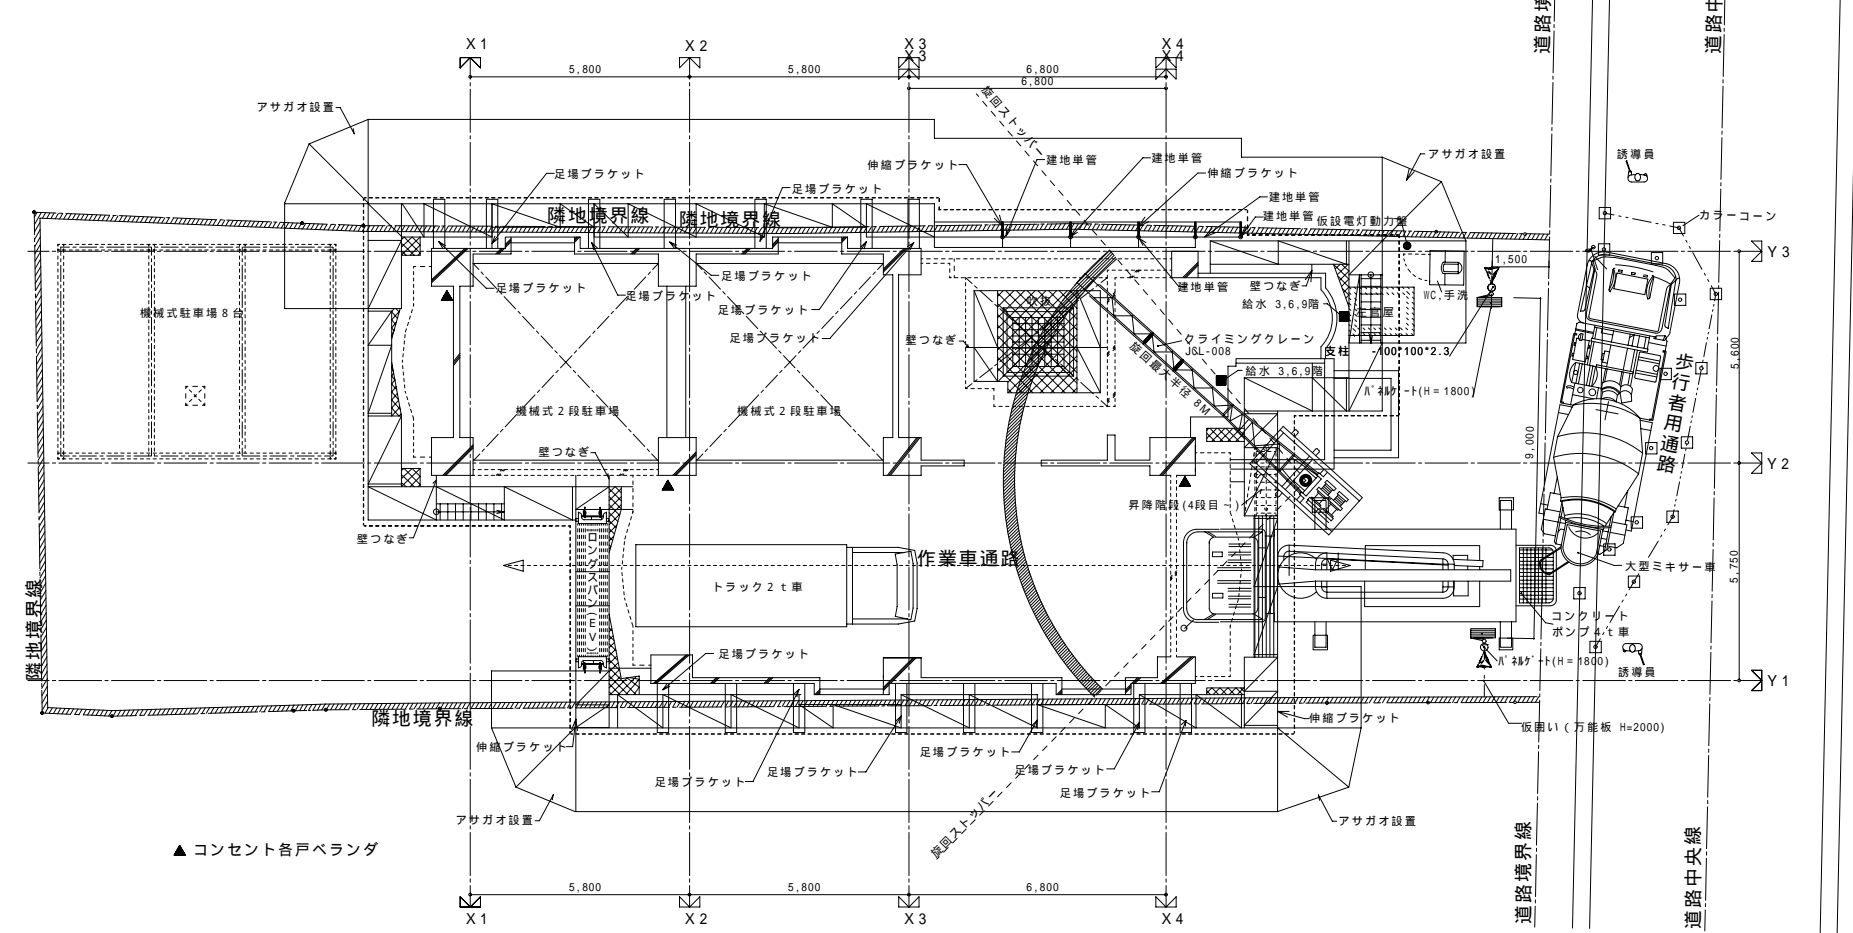 道路境
道路中
X1
X2
X3
X3
X4
X4
5,800
5,800
6,800
6,800
アサガオ設置
旋回ストッパー
足場ブラケット
足場ブラケット
伸縮ブラケット
建地単管
建地単管
伸縮ブラケット
建地単管
建地単管
アサガオ設置
誘導員
カラーコーン
隣地境界線
隣地境界線
仮設電灯動力盤
Y3
1,500
足場ブラケット
足場ブラケット
足場ブラケット
足場ブラケット
足場ブラケット
建地単管
壁つなぎ
給水 3,6,9階
WC,手洗
機械式駐車場8台
壁つなぎ
クライミングクレーン
JCL-008
旋回最大半径 8M
支柱
-100*100*2.3
給水 3,6,9階
パネルゲート(H=1800)
5,600
歩行者用通路
機械式2段駐車場
機械式2段駐車場
壁つなぎ
9,000
Y2
昇降階段(4段目~)
壁つなぎ
ロングスパン(EV)
作業車通路
トラック2t車
大型ミキサー車
5,750
隣地境界線
コンクリート
ポンプ4t車
足場ブラケット
パネルゲート(H=1800)
誘導員
Y1
隣地境界線
伸縮ブラケット
伸縮ブラケット
仮囲い(万能板 H=2000)
足場ブラケット
足場ブラケット
足場ブラケット
足場ブラケット
足場ブラケット
アサガオ設置
アサガオ設置
旋回ストッパー
▲ コンセント各戸ベランダ
道路境界線
道路中央線
5,800
5,800
6,800
X1
X2
X3
X4